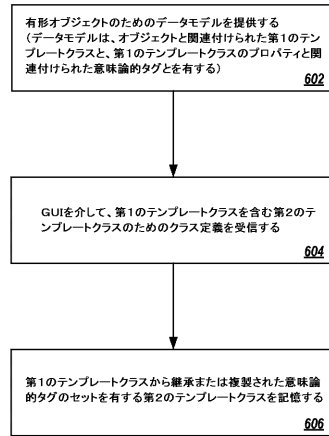 有形オブジェクトのためのデータモデルを提供する
(データモデルは、オブジェクトと関連付けられた第1のテン
プレートクラスと、第1のテンプレートクラスのプロパティと関
連付けられた意味論的タグとを有する)
602
GUIを介して、第1のテンプレートクラスを含む第2のテ
ンプレートクラスのためのクラス定義を受信する
604
第1のテンプレートクラスから継承または複製された意味論
的タグのセットを有する第2のテンプレートクラスを記憶する
606